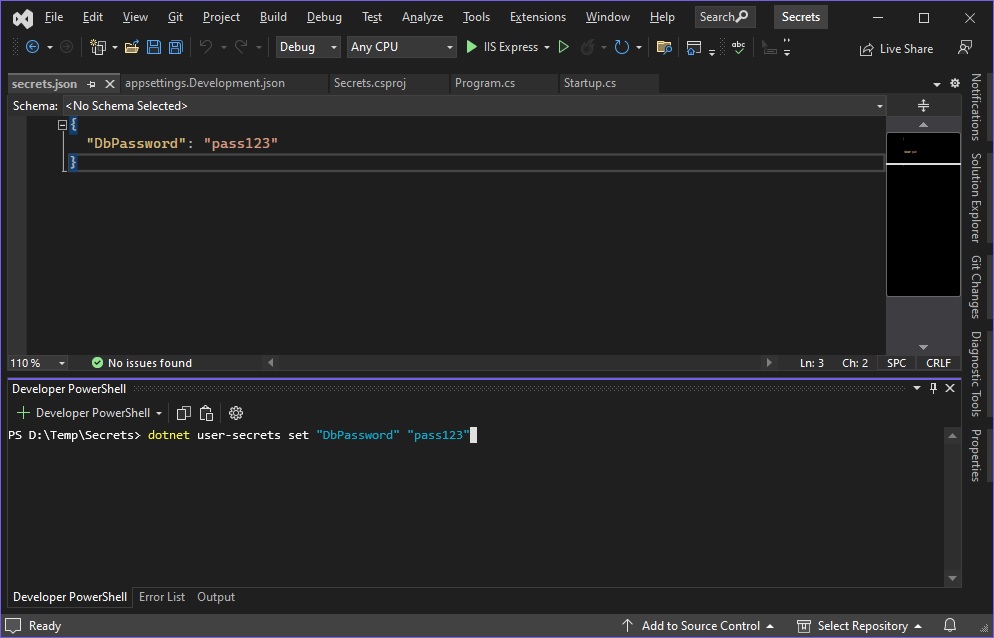 File Edit View Git Project Build Debug Test Analyze Tools Extensions Window Help Search Secrets
Debug Any CPU IIS Express abc Live Share
secrets.json appsettings.Development.json Secrets.csproj Program.cs Startup.cs
Schema: <No Schema Selected>
{
"DbPassword": "pass123"
}
110 % No issues found Ln: 3 Ch: 2 SPC CRLF
Developer PowerShell
Developer PowerShell
PS D:\Temp\Secrets> dotnet user-secrets set "DbPassword" "pass123"
Developer PowerShell Error List Output
Ready Add to Source Control Select Repository
Notifications
Solution Explorer
Git Changes
Diagnostic Tools
Properties